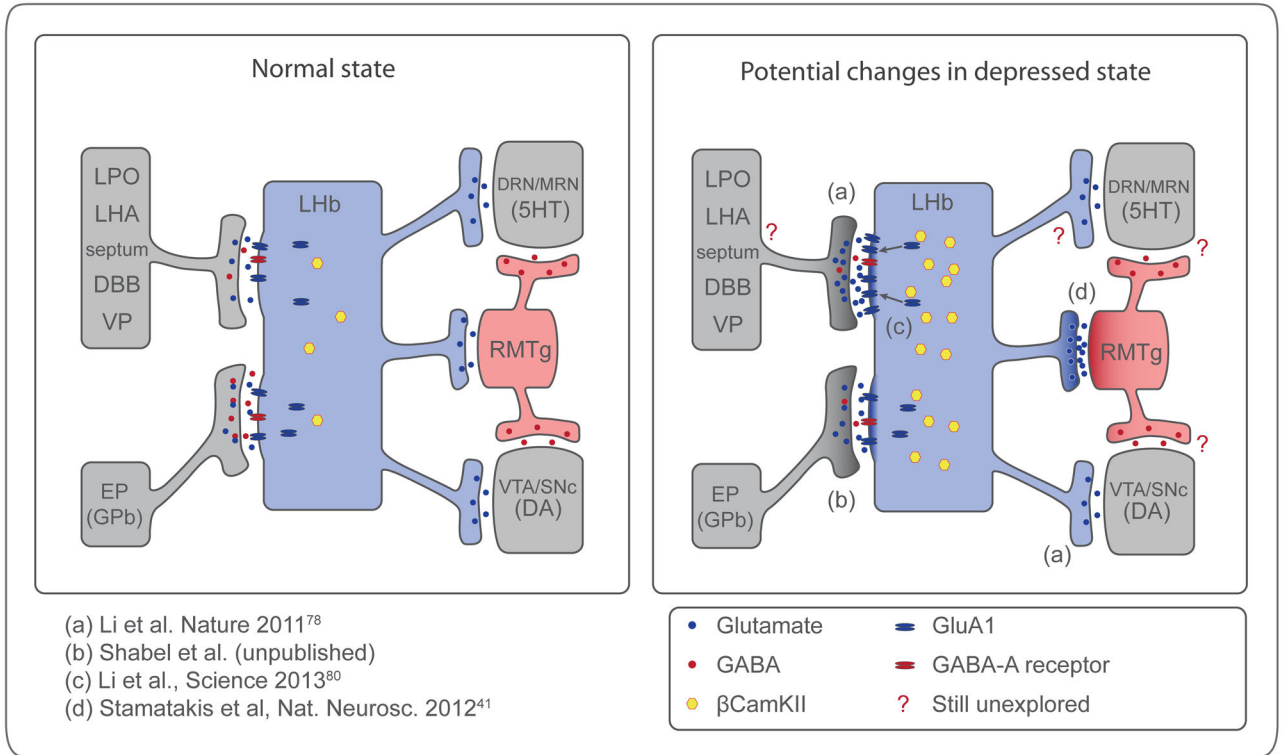 Normal state
LPO
LHA
septum
DBB
VP
EP
(GPb)
LHb
DRN/MRN
(5HT)
RMTg
VTA/SNc
(DA)
Potential changes in depressed state
LPO
LHA
septum
DBB
VP
?
EP
(GPb)
(a)
(b)
LHb
(c)
?
DRN/MRN
(5HT)
?
(d)
RMTg
?
VTA/SNc
(DA)
(a)
(a) Li et al. Nature 2011⁷⁸
(b) Shabel et al. (unpublished)
(c) Li et al., Science 2013⁸⁰
(d) Stamatakis et al, Nat. Neurosc. 2012⁴¹
Glutamate
GluA1
GABA
GABA-A receptor
βCamKII
? Still unexplored